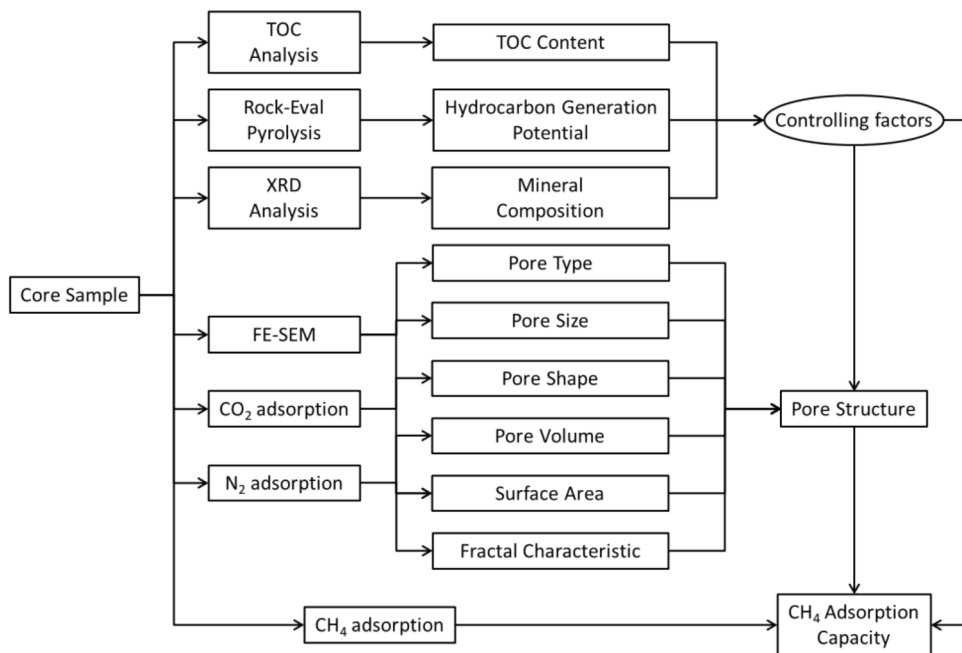 TOC
Analysis
TOC Content
Rock-Eval
Pyrolysis
Hydrocarbon Generation
Potential
Controlling factors
XRD
Analysis
Mineral
Composition
Core Sample
FE-SEM
CO₂ adsorption
N₂ adsorption
Pore Type
Pore Size
Pore Shape
Pore Volume
Surface Area
Fractal Characteristic
Pore Structure
CH₄ adsorption
CH₄ Adsorption
Capacity